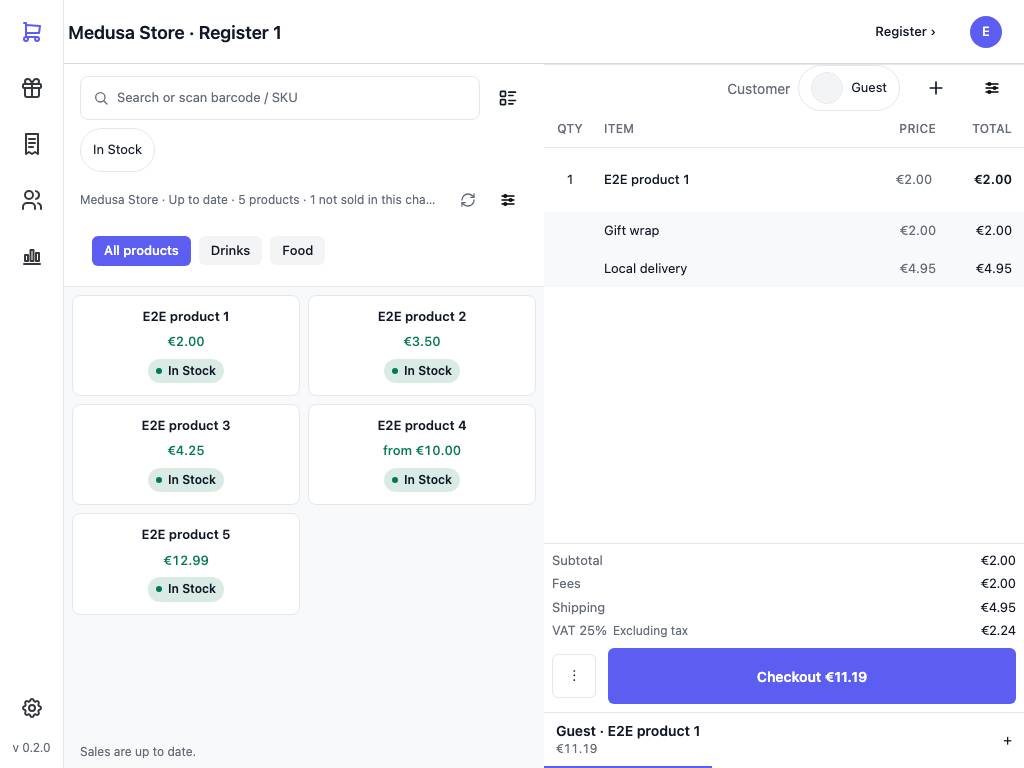 Medusa Store · Register 1
Register ›
E
Search or scan barcode / SKU
In Stock
Medusa Store · Up to date · 5 products · 1 not sold in this cha...
All products
Drinks
Food
E2E product 1
€2.00
In Stock
E2E product 2
€3.50
In Stock
E2E product 3
€4.25
In Stock
E2E product 4
from €10.00
In Stock
E2E product 5
€12.99
In Stock
Sales are up to date.
v 0.2.0
Customer
Guest
QTY ITEM PRICE TOTAL
1 E2E product 1 €2.00 €2.00
Gift wrap €2.00 €2.00
Local delivery €4.95 €4.95
Subtotal €2.00
Fees €2.00
Shipping €4.95
VAT 25% Excluding tax €2.24
Checkout €11.19
Guest · E2E product 1
€11.19
+